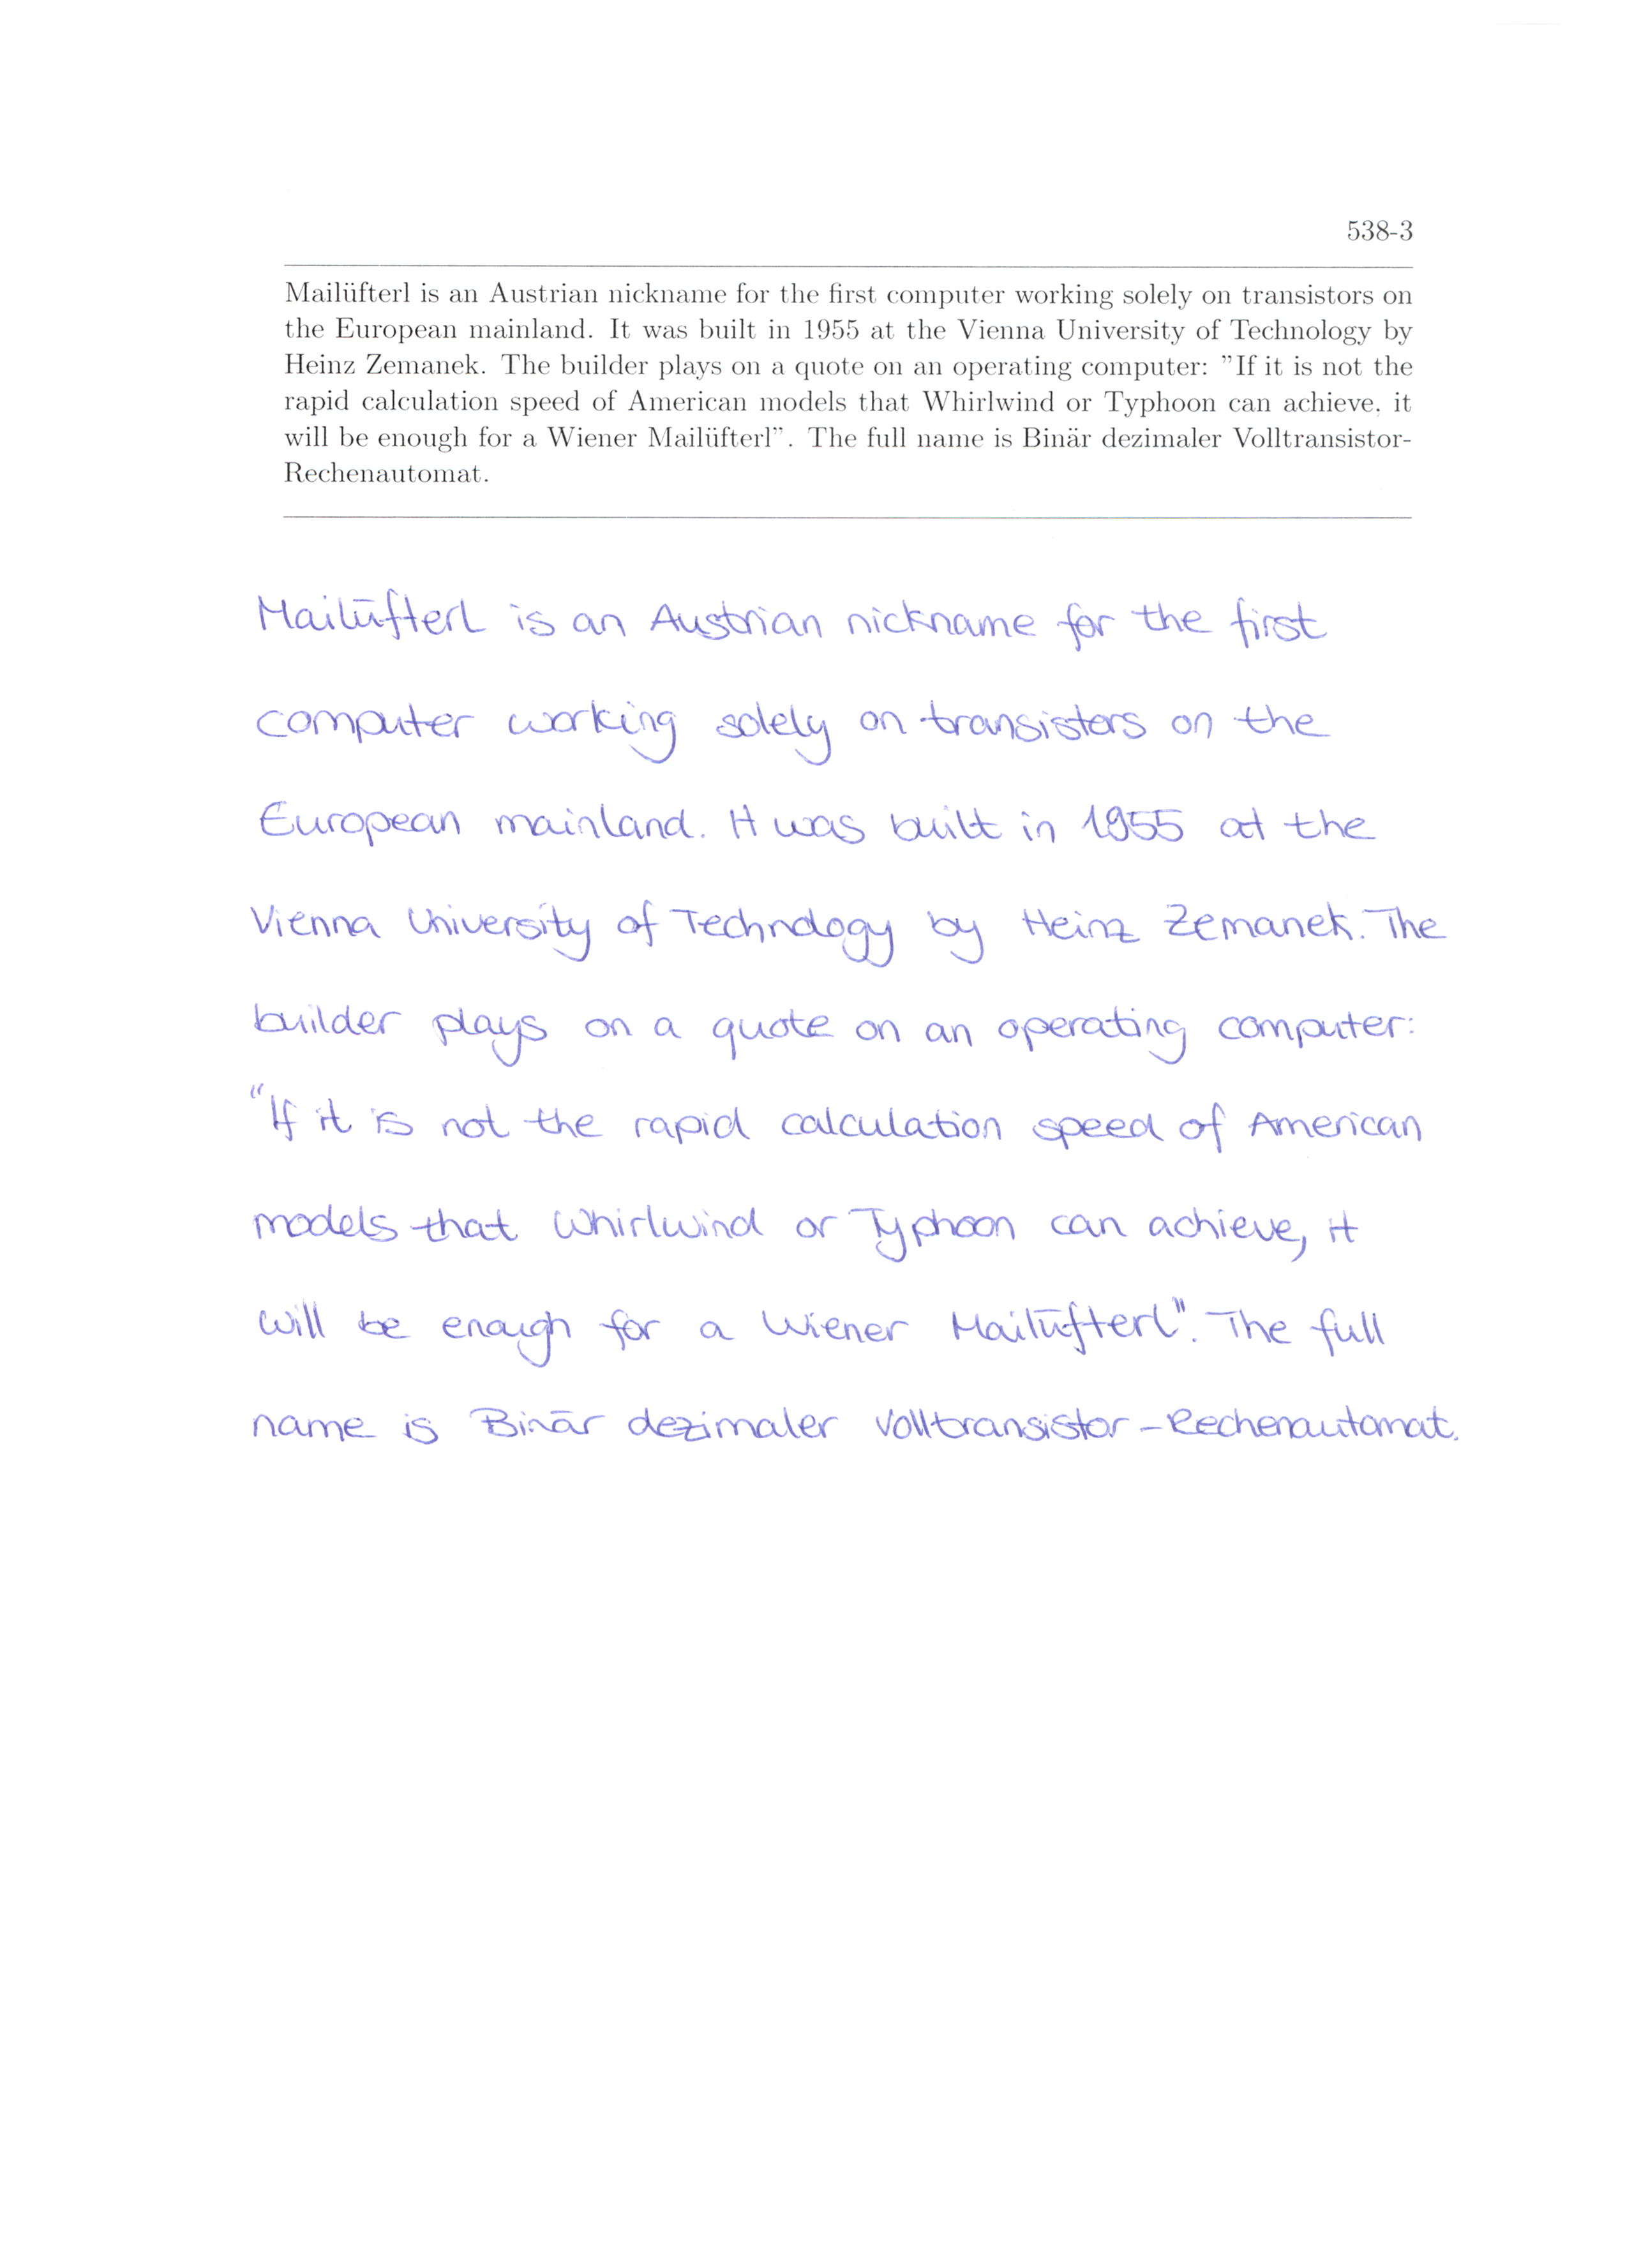 538-3
Mailüfterl is an Austrian nickname for the first computer working solely on transistors on
the European mainland. It was built in 1955 at the Vienna University of Technology by
Heinz Zemanek. The builder plays on a quote on an operating computer: ”If it is not the
rapid calculation speed of American models that Whirlwind or Typhoon can achieve, it
will be enough for a Wiener Mailüfterl”. The full name is Binär dezimaler Volltransistor-
Rechenautomat.
Mailüfterl is an Austrian nickname for the first
computer working solely on transistors on the
European mainland. It was built in 1955 at the
Vienna University of Technology by Heinz Zemanek. The
builder plays on a quote on an operating computer:
“If it is not the rapid calculation speed of American
models that Whirlwind or Typhoon can achieve, it
will be enough for a Wiener Mailüfterl". The full
name is Binär dezimaler Volltransistor-Rechenautomat.